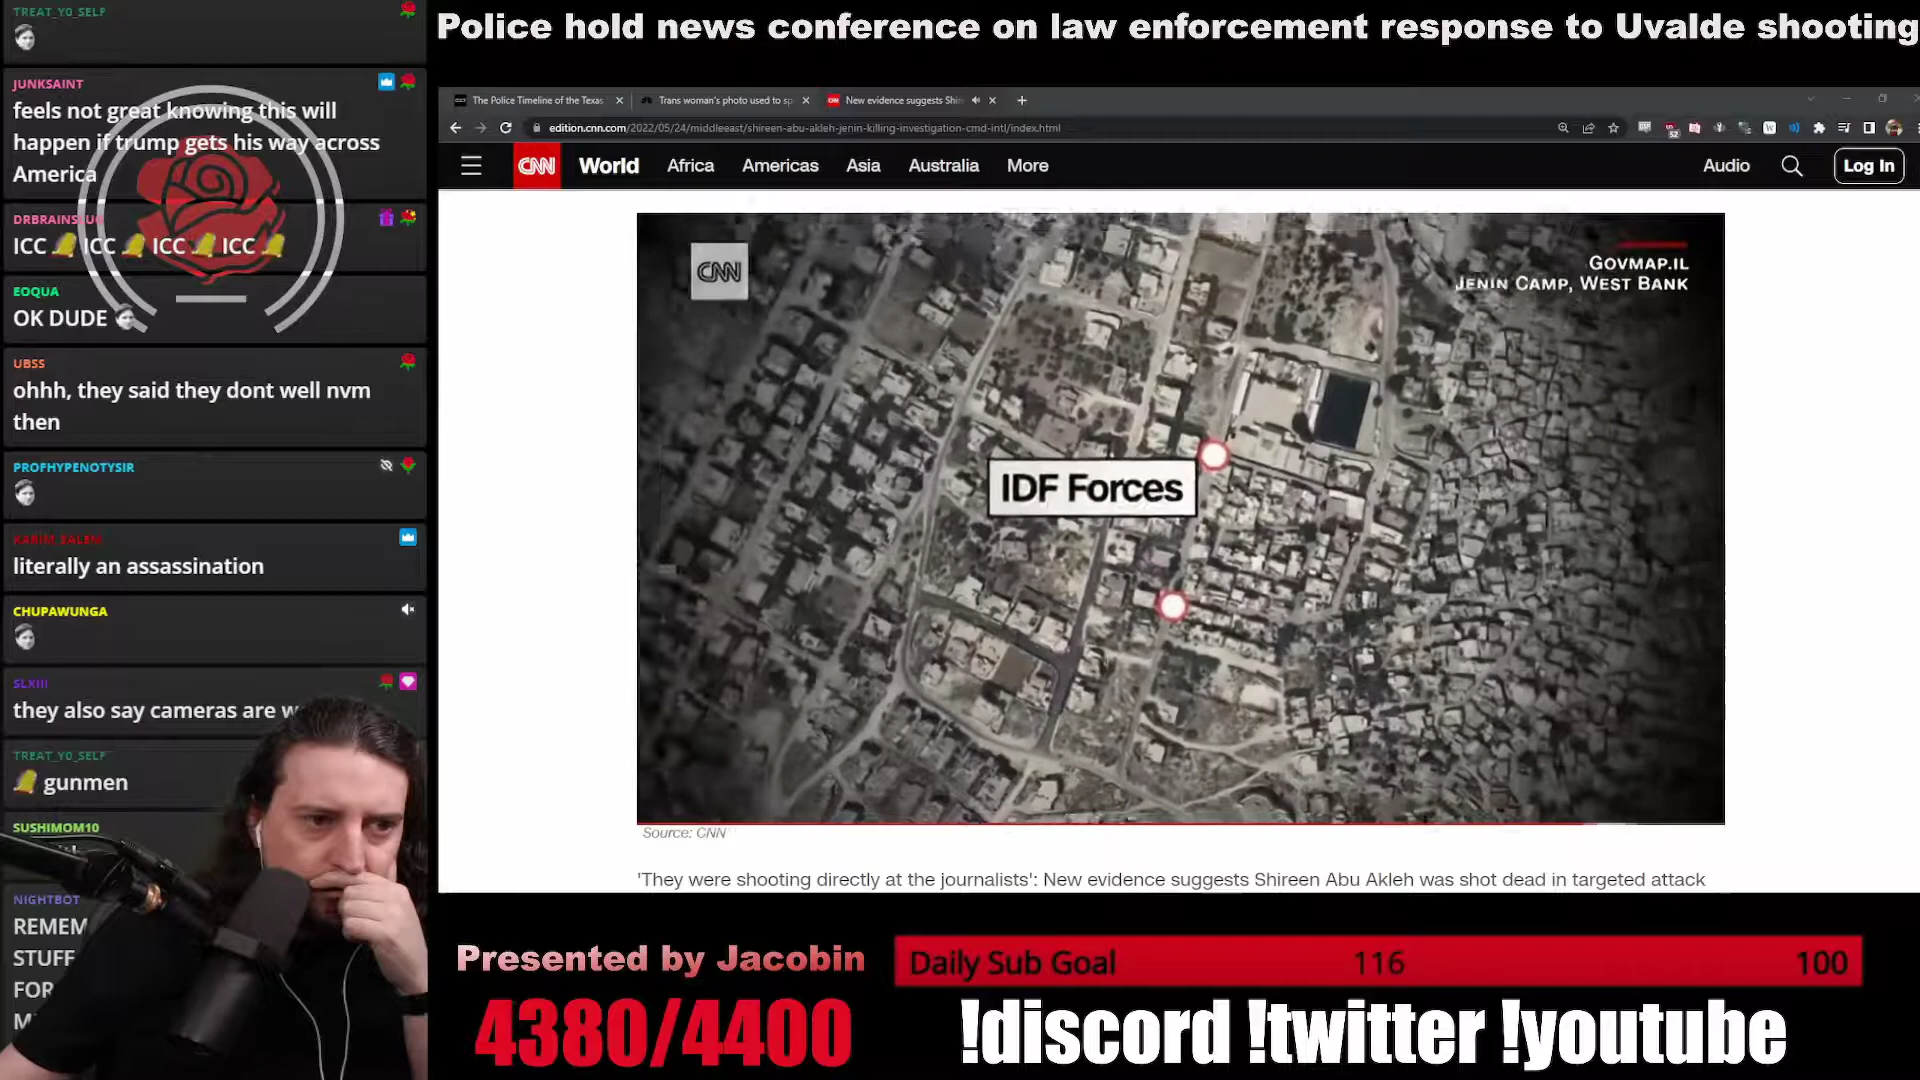 TREAT_YO_SELF
JUNKSAINT
feels not great knowing this will
happen if trump gets his way across
America
ICC ICC ICC ICC
EOQUA
OK DUDE
UBSS
ohhh, they said they dont well nvm
then
PROFHYPENOTYSIR
literally an assassination
CHUPAWUNGA
SLXIII
they also say cameras are
TREAT_YO_SELF
gunmen
SUSHIMOM10
NIGHTBOT
STUFF
FOR
Police hold news conference on law enforcement response to Uvalde shooting
The Police Timeline of the Texas
Trans woman's photo used to sp
New evidence suggests Shir
edition.cnn.com/2022/05/24/middleeast/shireen-abu-akleh-jenin-killing-investigation-cmd-intl/index.html
CNN World Africa Americas Asia Australia More Audio Log In
CNN
GOVMAP.IL
JENIN CAMP, WEST BANK
IDF Forces
Source: CNN
'They were shooting directly at the journalists': New evidence suggests Shireen Abu Akleh was shot dead in targeted attack
Presented by Jacobin
4380/4400
Daily Sub Goal 116 100
!discord !twitter !youtube